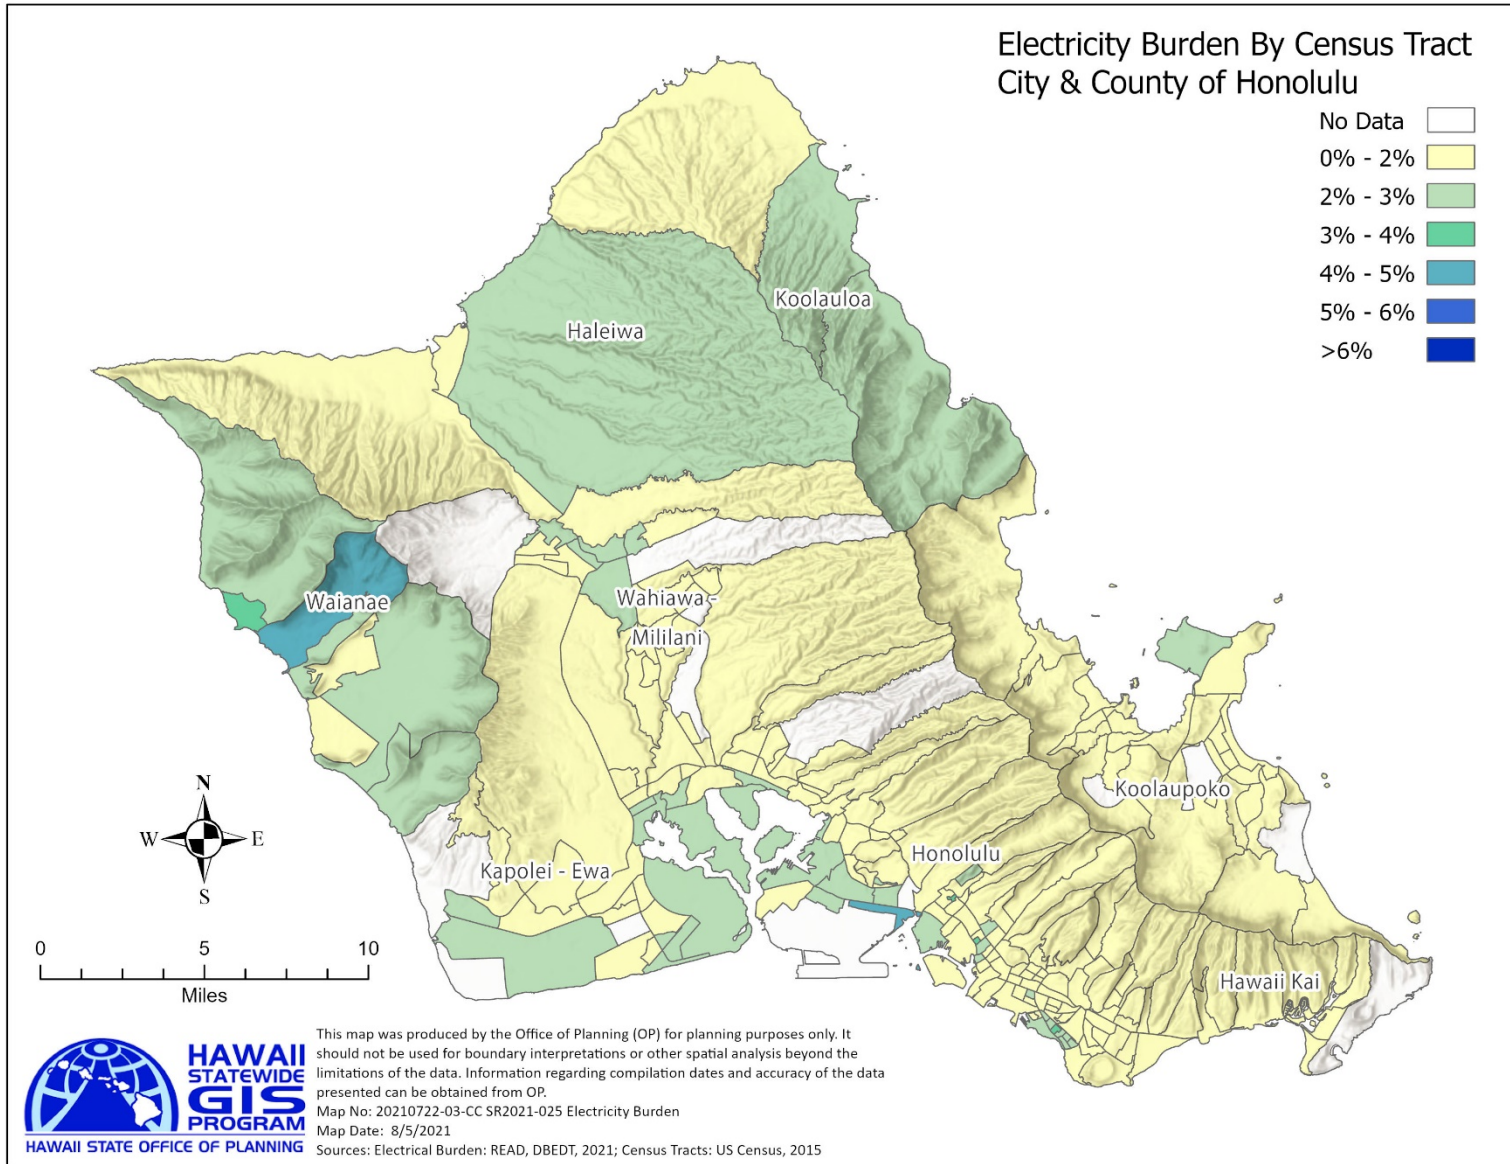 Electricity Burden By Census Tract
City & County of Honolulu
No Data
0% - 2%
2% - 3%
3% - 4%
4% - 5%
5% - 6%
>6%
Koolauloa
Haleiwa
Waianae
Wahiawa -
Mililani
Koolaupoko
Honolulu
Kapolei - Ewa
Hawaii Kai
N
W
E
S
0
5
10
Miles
HAWAII
STATEWIDE
GIS
PROGRAM
HAWAII STATE OFFICE OF PLANNING
This map was produced by the Office of Planning (OP) for planning purposes only. It
should not be used for boundary interpretations or other spatial analysis beyond the
limitations of the data. Information regarding compilation dates and accuracy of the data
presented can be obtained from OP.
Map No: 20210722-03-CC SR2021-025 Electricity Burden
Map Date: 8/5/2021
Sources: Electrical Burden: READ, DBEDT, 2021; Census Tracts: US Census, 2015